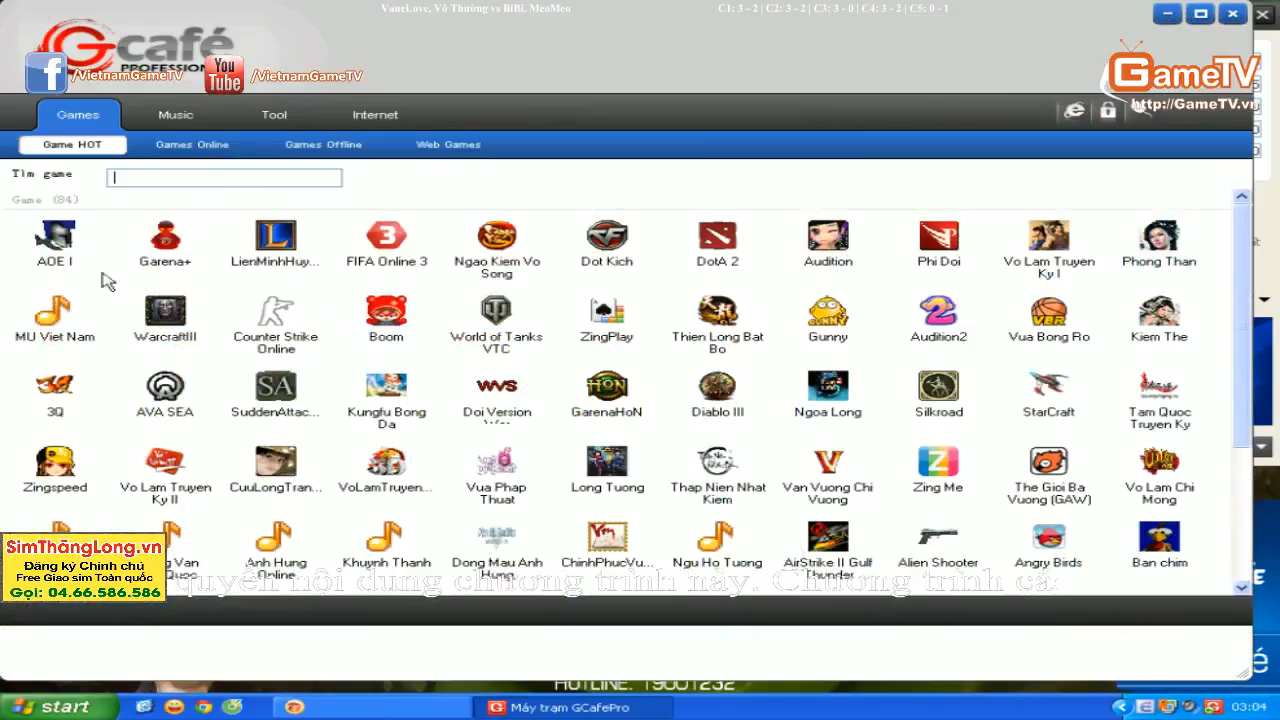 VaneLove, Vô Thường vs BiBi, MeoMeo
C1: 3 - 2 | C2: 3 - 2 | C3: 3 - 0 | C4: 3 - 2 | C5: 0 - 1
Gcafé
PROFESSION
/VietnamGameTV
You Tube
/VietnamGameTV
GameTV
http://GameTV.vn
Games
Music
Tool
Internet
Game HOT
Games Online
Games Offline
Web Games
Tìm game
Game (84)
AOE I
Garena+
LienMinhHuy...
FIFA Online 3
Ngao Kiem Vo Song
Dot Kich
DotA 2
Audition
Phi Doi
Vo Lam Truyen Ky I
Phong Than
MU Viet Nam
WarcraftIII
Counter Strike Online
Boom
World of Tanks VTC
ZingPlay
Thien Long Bat Bo
Gunny
Audition2
Vua Bong Ro
Kiem The
3Q
AVA SEA
SuddenAttac...
Kungfu Bong Da
Doi Version
GarenaHoN
Diablo III
Ngoa Long
Silkroad
StarCraft
Tam Quoc Truyen Ky
Zingspeed
Vo Lam Truyen Ky II
CuuLongTran...
VoLamTruyen...
Vua Phap Thuat
Long Tuong
Thap Nien Nhat Kiem
Van Vuong Chi Vuong
Zing Me
The Gioi Ba Vuong (GAW)
Vo Lam Chi Mong
Van
Anh Hung Online
Khuynh Thanh
Dong Mau Anh Hung
ChinhPhucVu...
Ngu Ho Tuong
AirStrike II Gulf Thunder
Alien Shooter
Angry Birds
Ban chim
SimThăngLong.vn
Đăng ký Chính chủ
Free Giao sim Toàn quốc
Gọi: 04.66.586.586
quyền nội dung chương trình này. Chương trình
HOTLINE: 19001232
start
Máy trạm GCafePro
03:04